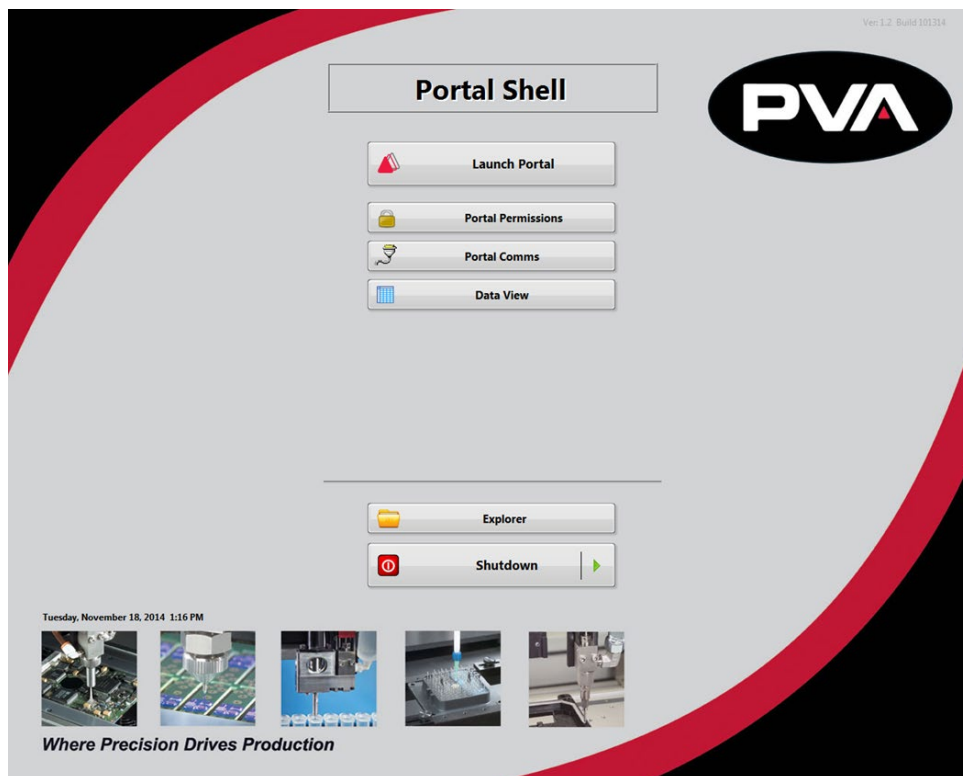 Ver: 1.2 Build 101314
Portal Shell
PVA
Launch Portal
Portal Permissions
Portal Comms
Data View
Explorer
Shutdown
Tuesday, November 18, 2014 1:16 PM
Where Precision Drives Production